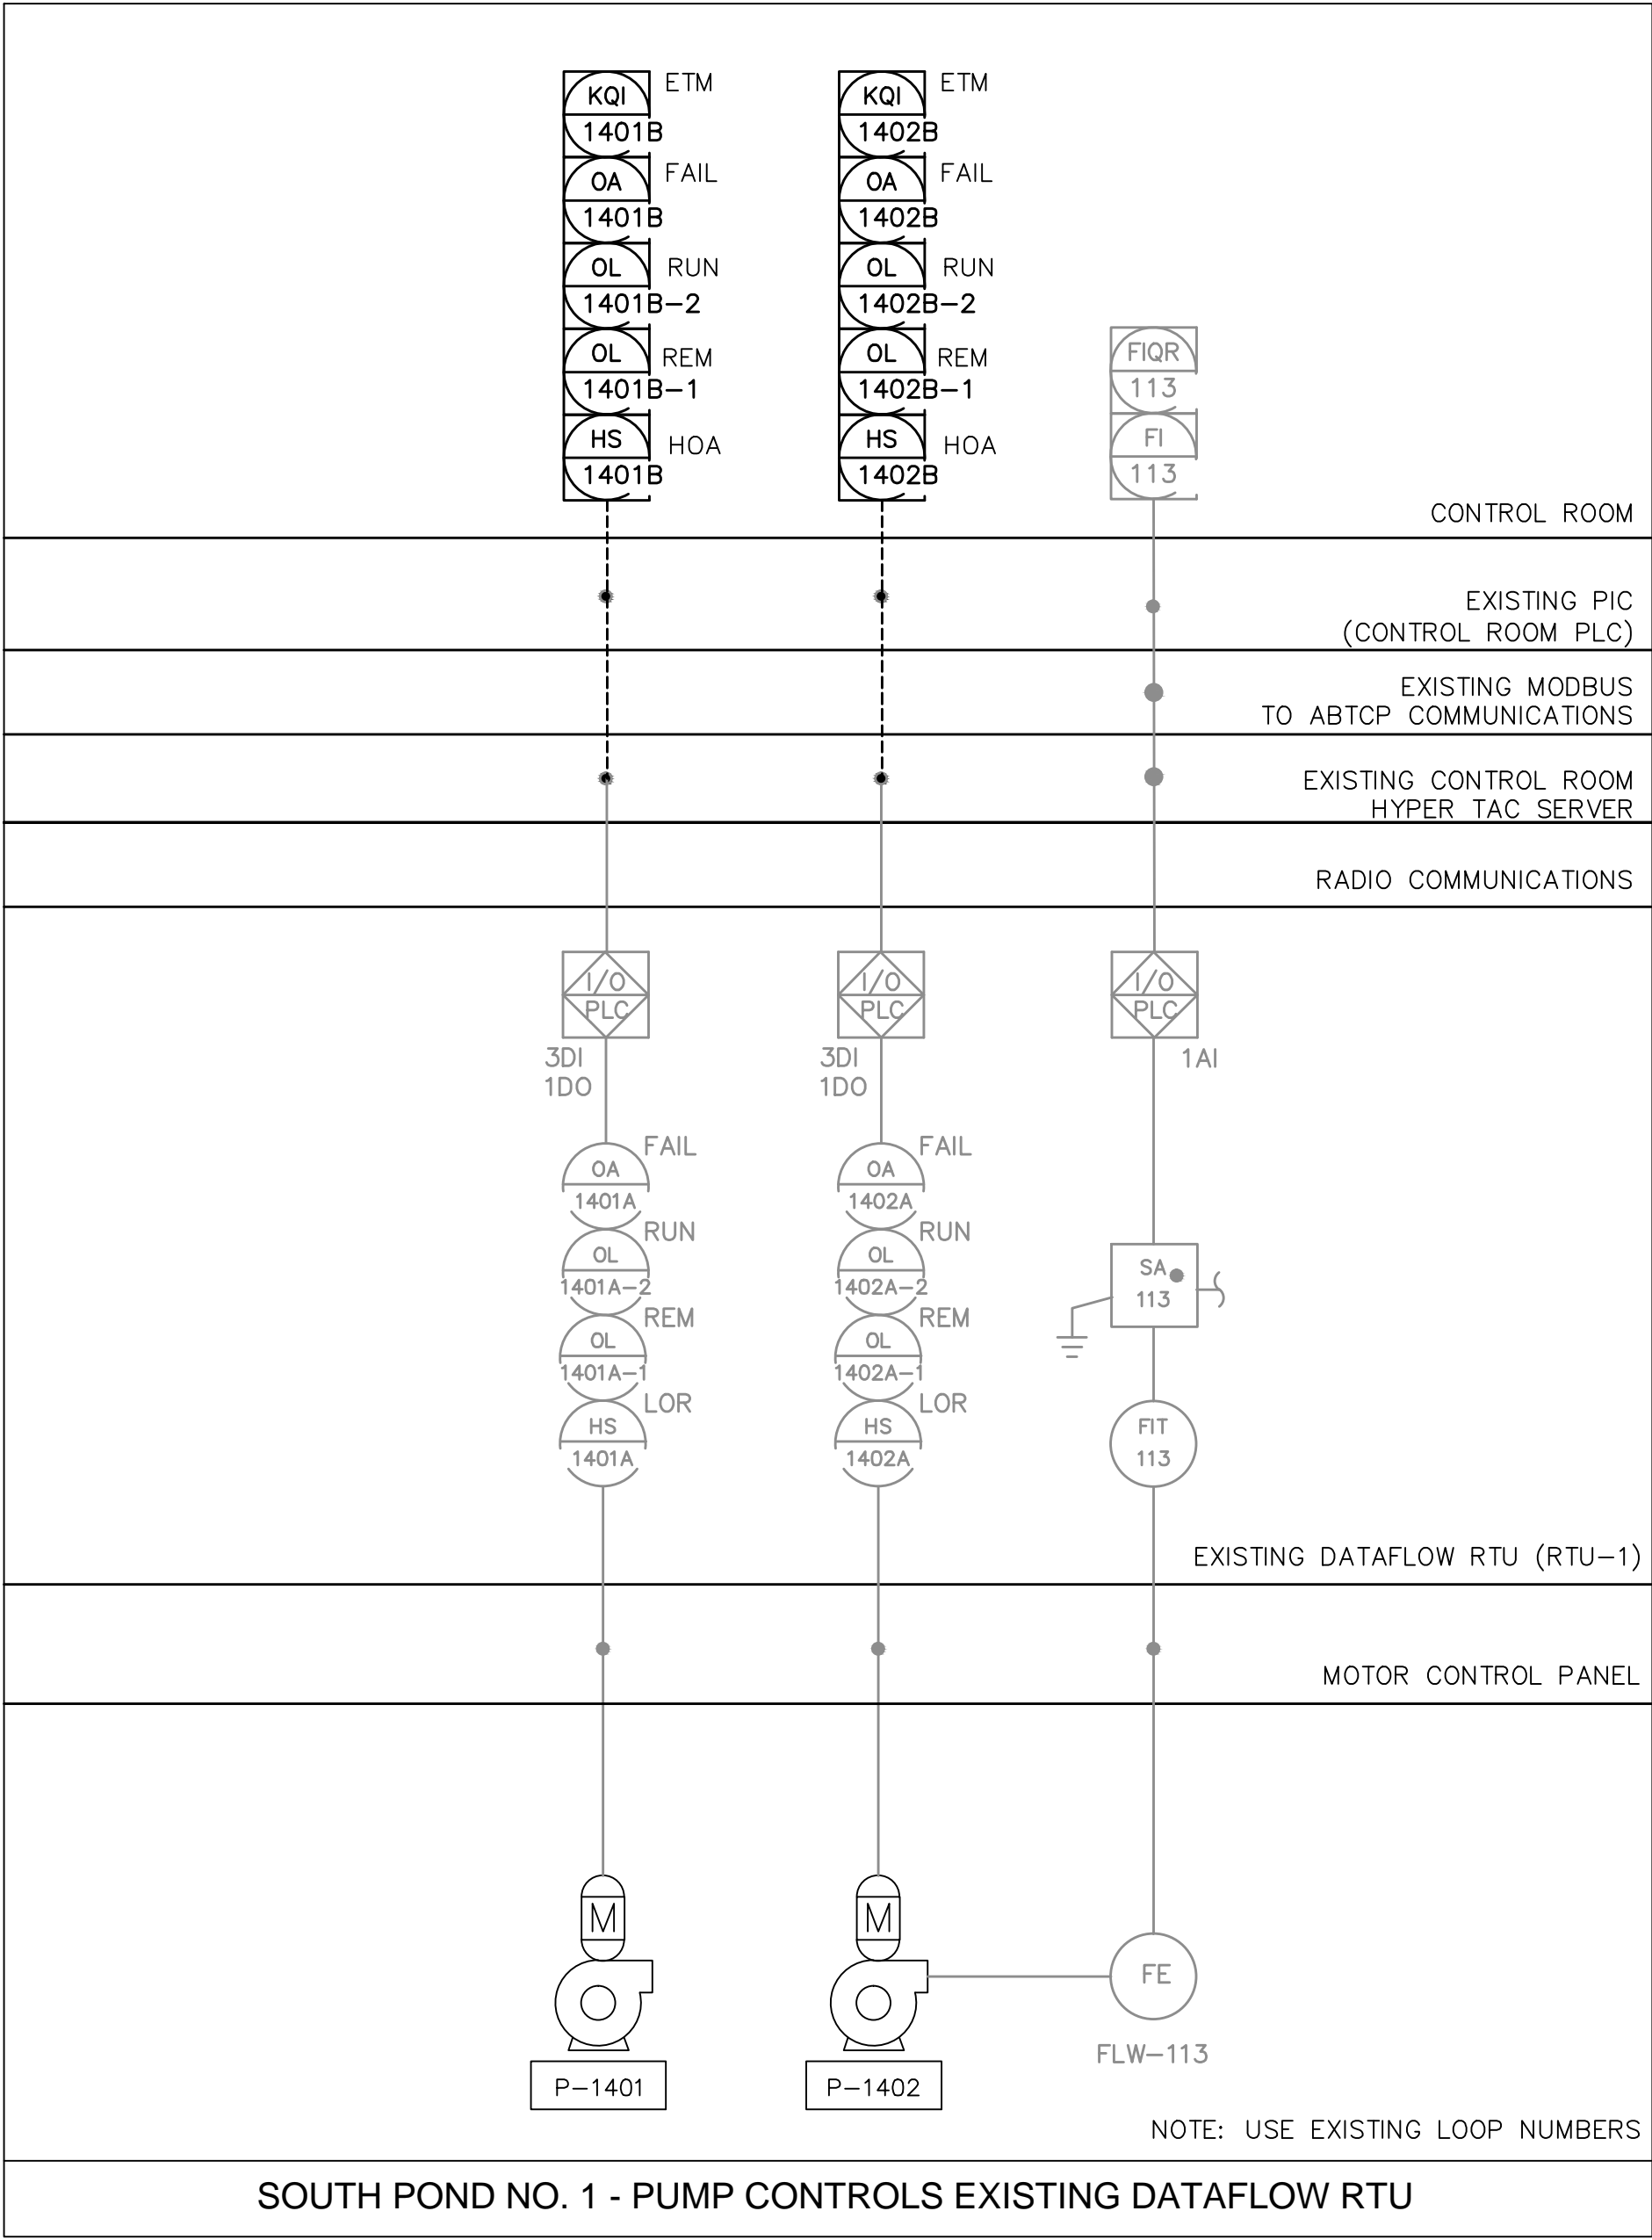 KQI
1401B
ETM
OA
1401B
FAIL
OL
1401B-2
RUN
OL
1401B-1
REM
HS
1401B
HOA
KQI
1402B
ETM
OA
1402B
FAIL
OL
1402B-2
RUN
OL
1402B-1
REM
HS
1402B
HOA
FIQR
113
FI
113
CONTROL ROOM
EXISTING PIC
(CONTROL ROOM PLC)
EXISTING MODBUS
TO ABTCP COMMUNICATIONS
EXISTING CONTROL ROOM
HYPER TAC SERVER
RADIO COMMUNICATIONS
I/O
PLC
3DI
1DO
OA
1401A
FAIL
OL
1401A-2
RUN
OL
1401A-1
REM
HS
1401A
LOR
I/O
PLC
3DI
1DO
OA
1402A
FAIL
OL
1402A-2
RUN
OL
1402A-1
REM
HS
1402A
LOR
I/O
PLC
1AI
SA
113
FIT
113
EXISTING DATAFLOW RTU (RTU-1)
MOTOR CONTROL PANEL
M
P-1401
M
P-1402
FE
FLW-113
NOTE: USE EXISTING LOOP NUMBERS
SOUTH POND NO. 1 - PUMP CONTROLS EXISTING DATAFLOW RTU